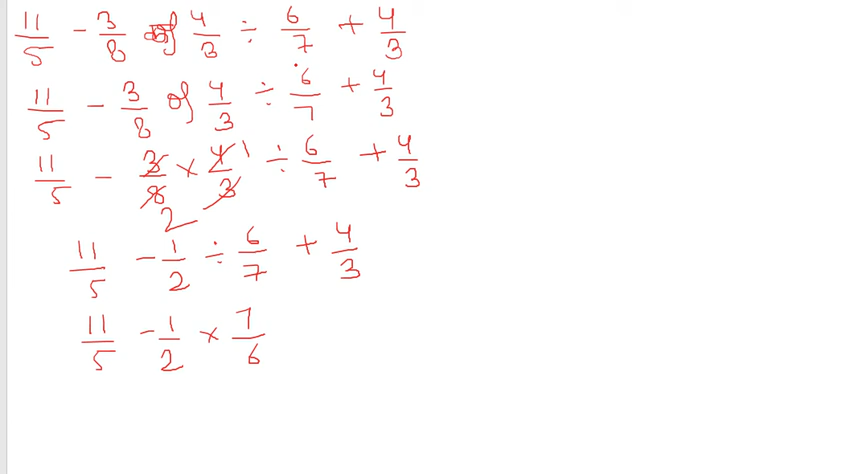 11/5 - 3/8 of 4/3 ÷ 6/7 + 4/3
11/5 - 3/8 of 4/3 ÷ 6/7 + 4/3
11/5 - 3/8 2 × 4/3 1 ÷ 6/7 + 4/3
11/5 - 1/2 ÷ 6/7 + 4/3
11/5 - 1/2 × 7/6